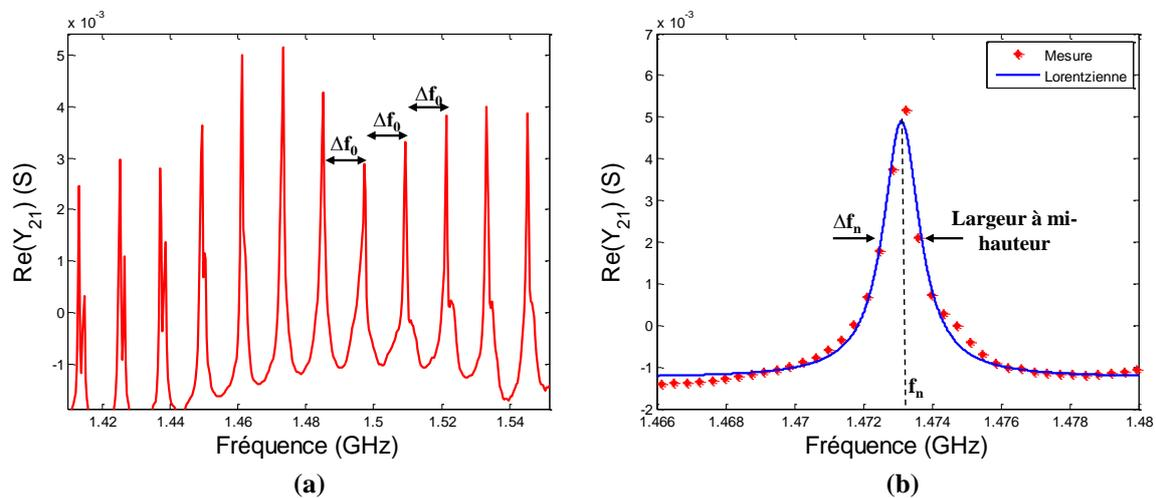 x 10⁻³
5
4
3
2
1
0
-1
Re(Y₂₁) (S)
Δf₀
Δf₀
Δf₀
1.42 1.44 1.46 1.48 1.5 1.52 1.54
Fréquence (GHz)
(a)
x 10⁻³
7
6
5
4
3
2
1
0
-1
-2
Re(Y₂₁) (S)
Mesure
Lorentzienne
Δfₙ
Largeur à mi-
hauteur
fₙ
1.466 1.468 1.47 1.472 1.474 1.476 1.478 1.48
Fréquence (GHz)
(b)